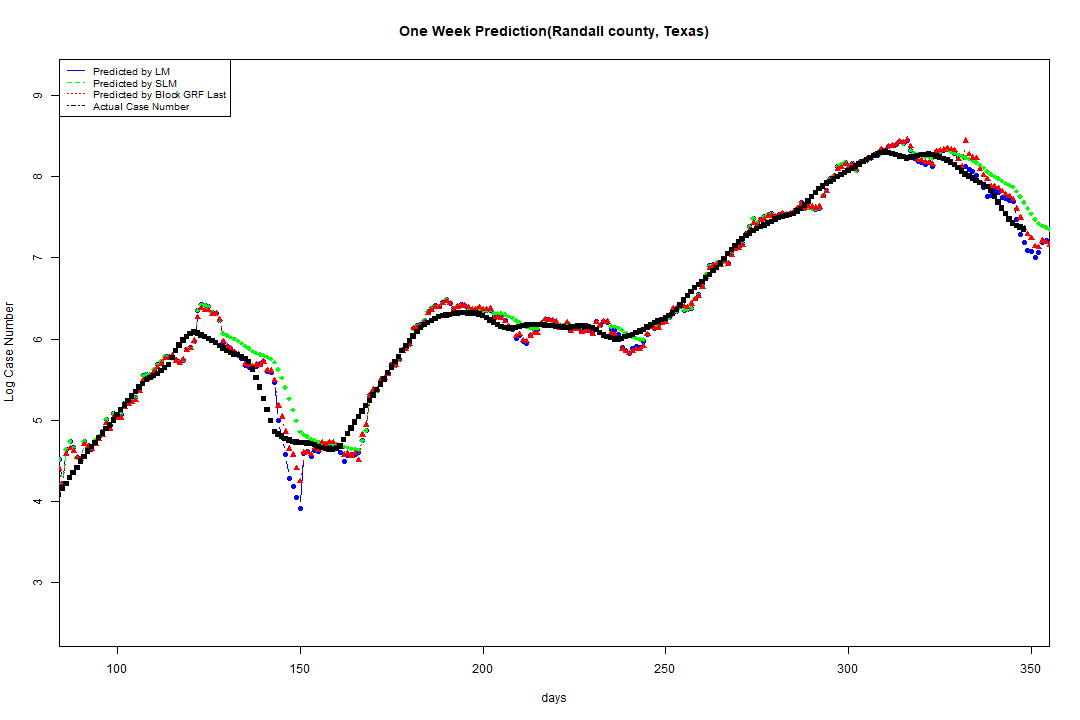 One Week Prediction(Randall county, Texas)
Predicted by LM
Predicted by SLM
Predicted by Block GRF Last
Actual Case Number
9
8
7
6
5
4
3
Log Case Number
100 150 200 250 300 350
days